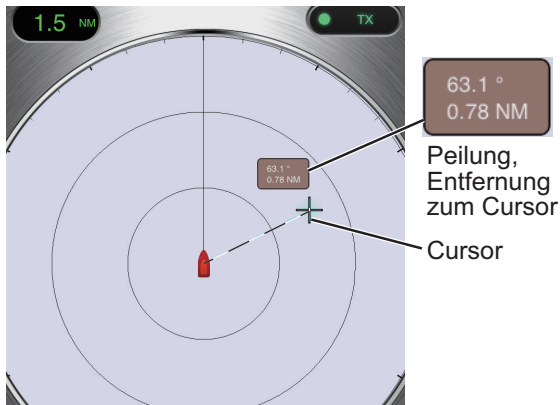 1.5 NM
TX
63.1 °
0.78 NM
63.1 °
0.78 NM
Peilung,
Entfernung
zum Cursor
Cursor